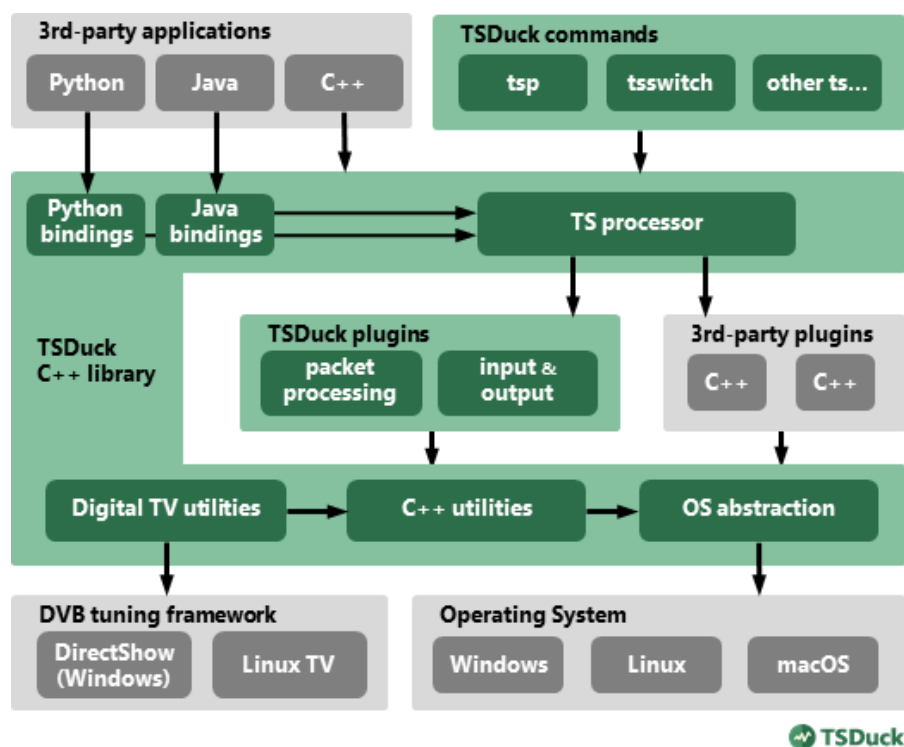 3rd-party applications
Python
Java
C++
TSDuck commands
tsp
tsswitch
other ts...
Python
bindings
Java
bindings
TS processor
TSDuck
C++ library
TSDuck plugins
packet
processing
input &
output
3rd-party plugins
C++
C++
Digital TV utilities
C++ utilities
OS abstraction
DVB tuning framework
DirectShow
(Windows)
Linux TV
Operating System
Windows
Linux
macOS
TSDuck